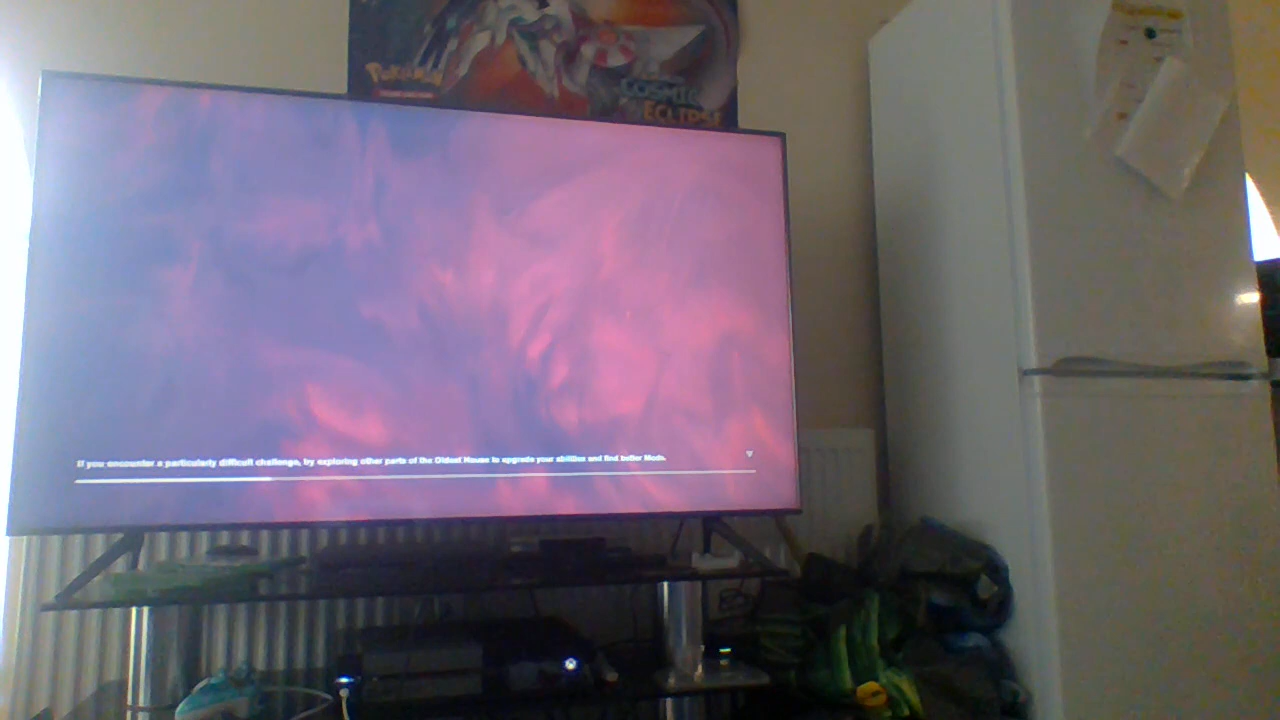 POKéMON
COSMIC
ECLIPSE
If you encounter a particularly difficult challenge, try exploring other parts of the Oldest House to upgrade your abilities and find better Mods.